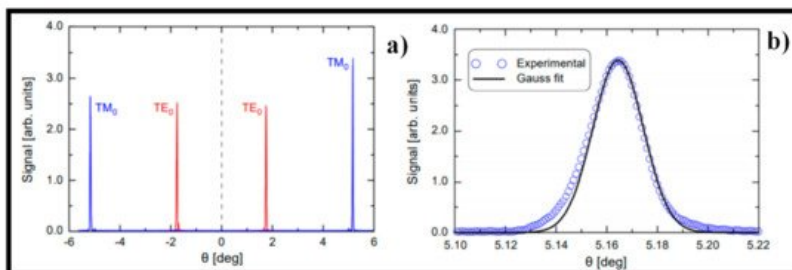 a)
4.0
3.0
2.0
1.0
0.0
Signal [arb. units]
TM0
TE0
TE0
TM0
-6 -4 -2 0 2 4 6
θ [deg]
b)
4.0
3.0
2.0
1.0
0.0
Signal [arb. units]
Experimental
Gauss fit
5.10 5.12 5.14 5.16 5.18 5.20 5.22
θ [deg]